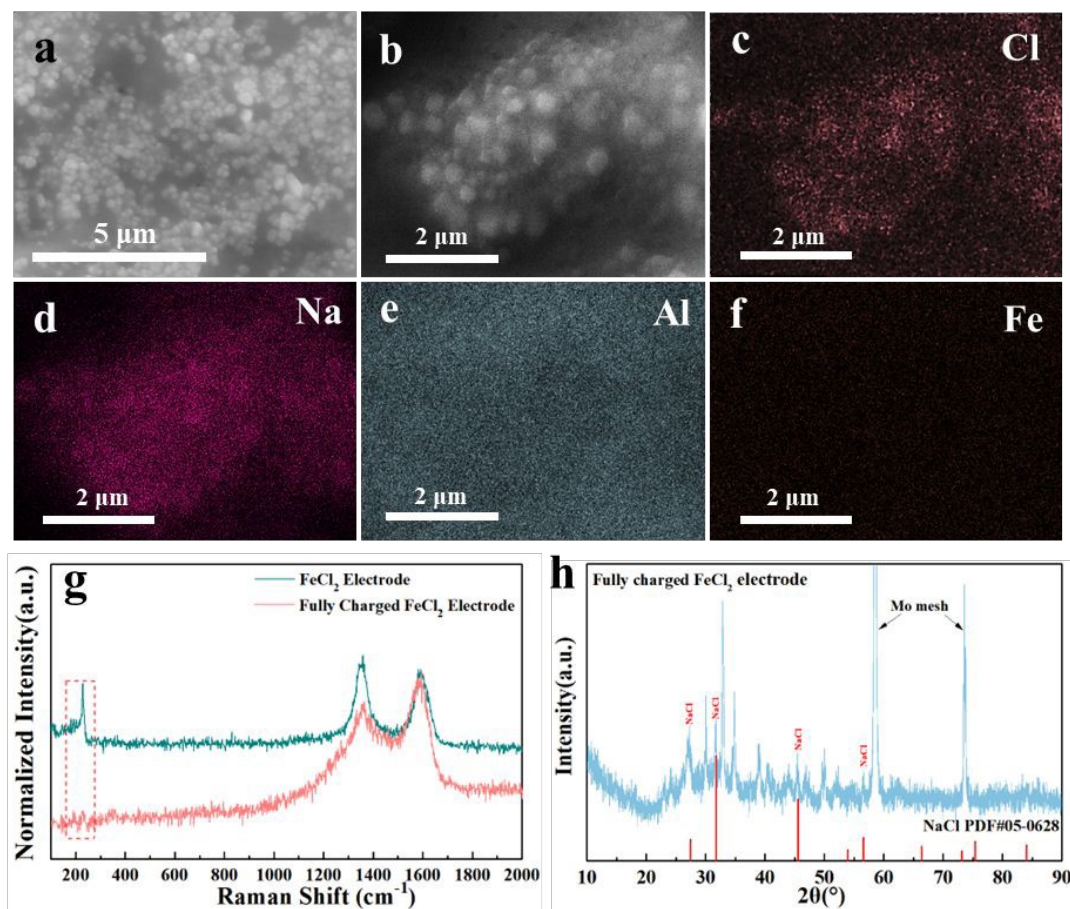 a
5 μm
b
2 μm
c
Cl
2 μm
d
Na
2 μm
e
Al
2 μm
f
Fe
2 μm
g
FeCl₂ Electrode
Fully Charged FeCl₂ Electrode
Normalized Intensity(a.u.)
200 400 600 800 1000 1200 1400 1600 1800 2000
Raman Shift (cm⁻¹)
h
Fully charged FeCl₂ electrode
Mo mesh
NaCl
NaCl
NaCl
NaCl
NaCl PDF#05-0628
Intensity(a.u.)
10 20 30 40 50 60 70 80 90
2θ(°)